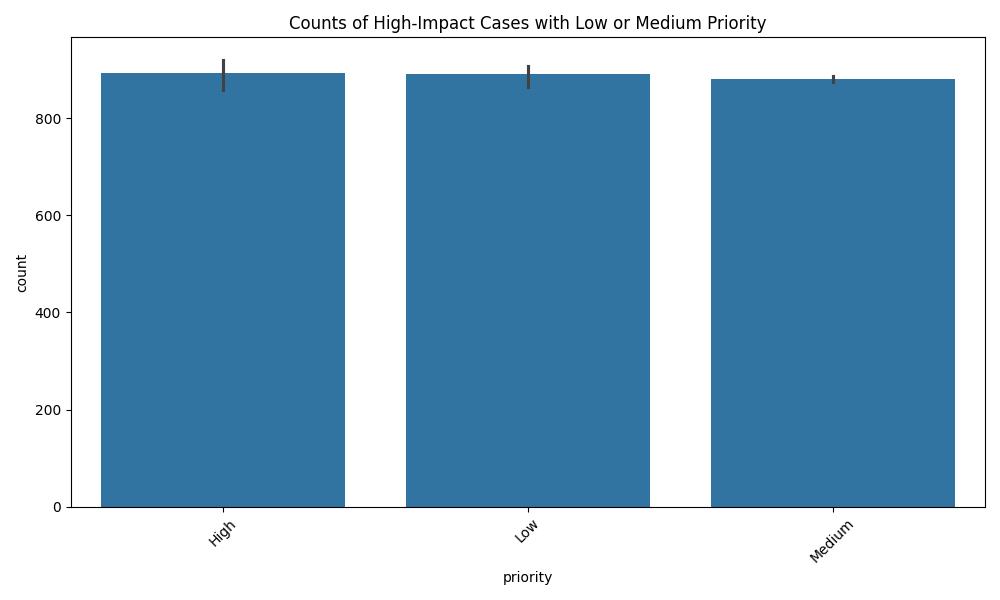 Counts of High-Impact Cases with Low or Medium Priority
count
800
600
400
200
0
High
Low
Medium
priority